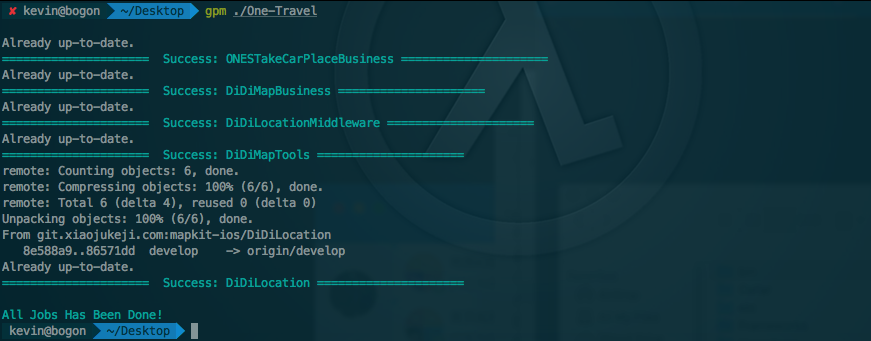 ✘ kevin@bogon ~/Desktop gpm ./One-Travel
Already up-to-date.
===================== Success: ONESTakeCarPlaceBusiness =====================
Already up-to-date.
===================== Success: DiDiMapBusiness =====================
Already up-to-date.
===================== Success: DiDiLocationMiddleware =====================
Already up-to-date.
===================== Success: DiDiMapTools =====================
remote: Counting objects: 6, done.
remote: Compressing objects: 100% (6/6), done.
remote: Total 6 (delta 4), reused 0 (delta 0)
Unpacking objects: 100% (6/6), done.
From git.xiaojukeji.com:mapkit-ios/DiDiLocation
   8e588a9..86571dd  develop    -> origin/develop
Already up-to-date.
===================== Success: DiDiLocation =====================
All Jobs Has Been Done!
kevin@bogon ~/Desktop